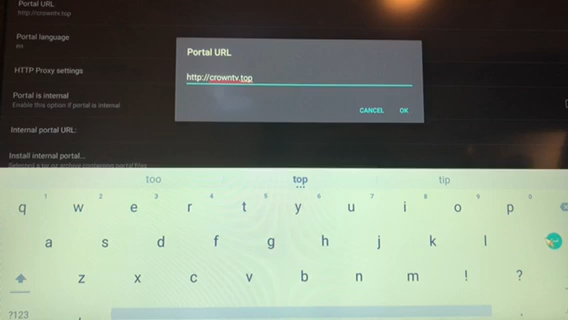 Portal URL
http://crowntv.top
Portal language
en
HTTP Proxy settings
Portal is internal
Enable this option if portal is internal
Internal portal URL:
Install internal portal...
Portal URL
http://crowntv.top
CANCEL OK
too top tip
1 2 3 4 5 6 7 8 9 0
q w e r t y u i o p
a s d f g h j k l
z x c v b n m ! ?
?123 , .